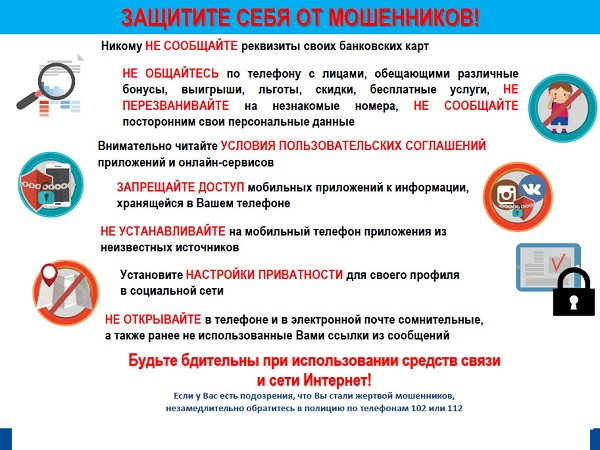 ЗАЩИТИТЕ СЕБЯ ОТ МОШЕННИКОВ!
Никому НЕ СООБЩАЙТЕ реквизиты своих банковских карт
НЕ ОБЩАЙТЕСЬ по телефону с лицами, обещающими различные
бонусы, выигрыши, льготы, скидки, бесплатные услуги, НЕ
ПЕРЕЗВАНИВАЙТЕ на незнакомые номера, НЕ СООБЩАЙТЕ
посторонним свои персональные данные
Внимательно читайте УСЛОВИЯ ПОЛЬЗОВАТЕЛЬСКИХ СОГЛАШЕНИЙ
приложений и онлайн-сервисов
ЗАПРЕЩАЙТЕ ДОСТУП мобильных приложений к информации,
хранящейся в Вашем телефоне
НЕ УСТАНАВЛИВАЙТЕ на мобильный телефон приложения из
неизвестных источников
Установите НАСТРОЙКИ ПРИВАТНОСТИ для своего профиля
в социальной сети
НЕ ОТКРЫВАЙТЕ в телефоне и в электронной почте сомнительные,
а также ранее не использованные Вами ссылки из сообщений
Будьте бдительны при использовании средств связи
и сети Интернет!
Если у Вас есть подозрения, что Вы стали жертвой мошенников,
незамедлительно обратитесь в полицию по телефонам 102 или 112